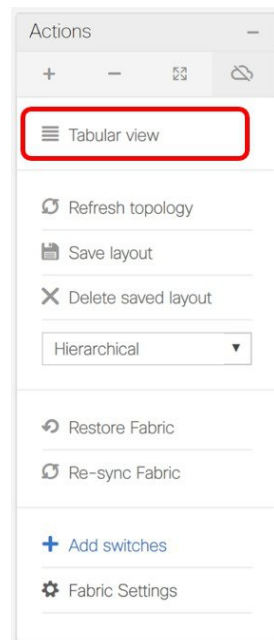 Actions
Tabular view
Refresh topology
Save layout
Delete saved layout
Hierarchical
Restore Fabric
Re-sync Fabric
Add switches
Fabric Settings